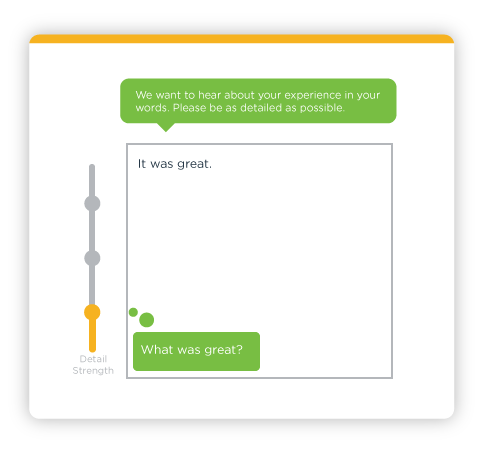 We want to hear about your experience in your
words. Please be as detailed as possible.
It was great.
What was great?
Detail
Strength